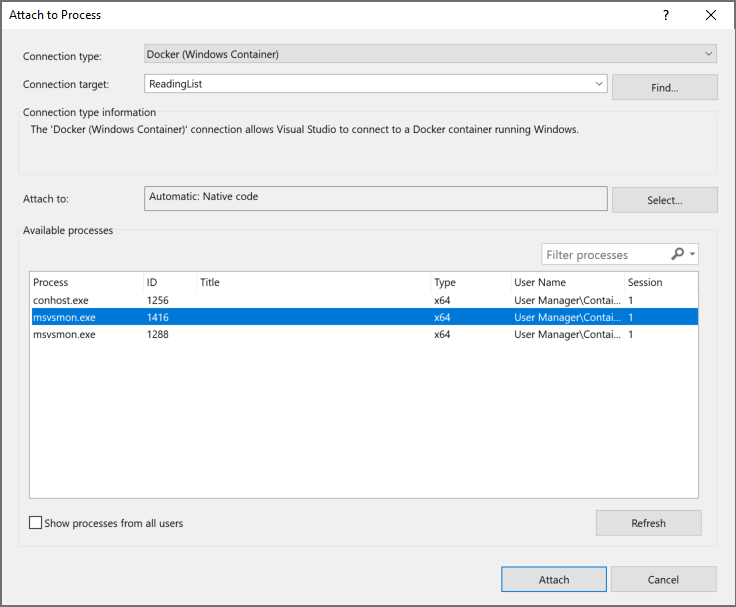 Attach to Process ?
Connection type: Docker (Windows Container)
Connection target: ReadingList Find...
Connection type information
The 'Docker (Windows Container)' connection allows Visual Studio to connect to a Docker container running Windows.
Attach to: Automatic: Native code Select...
Available processes
Filter processes
Process ID Title Type User Name Session
conhost.exe 1256 x64 User Manager\Contai... 1
msvsmon.exe 1416 x64 User Manager\Contai... 1
msvsmon.exe 1288 x64 User Manager\Contai... 1
Show processes from all users Refresh
Attach Cancel